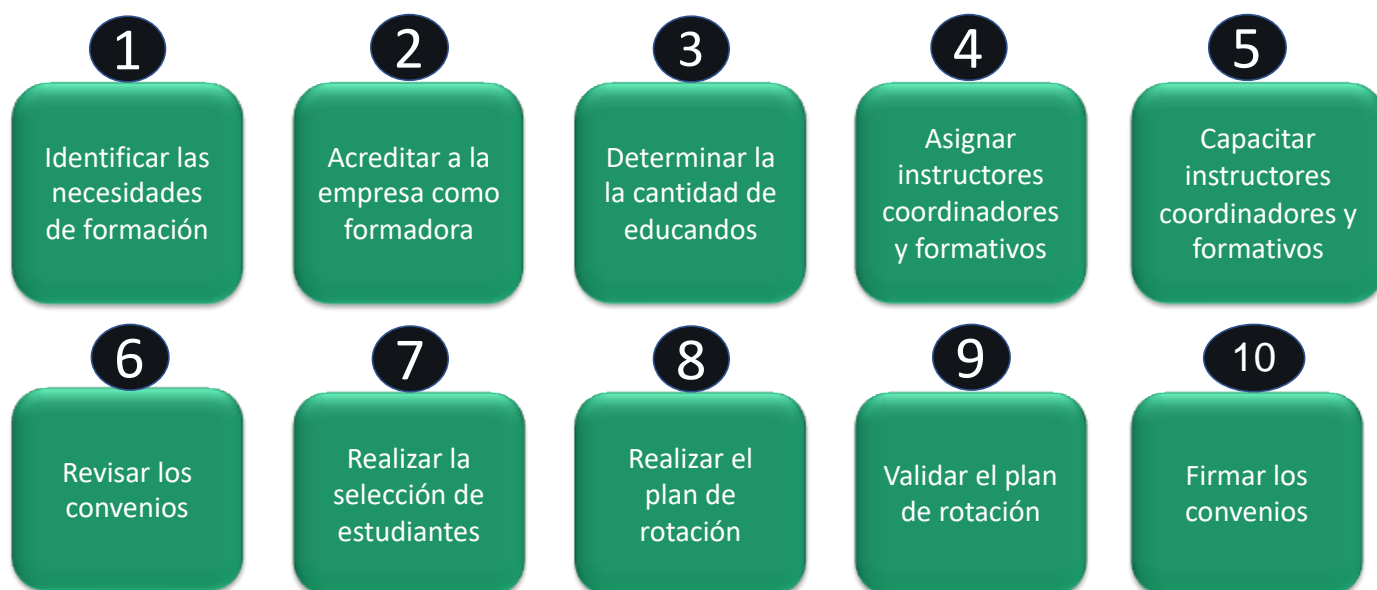 1
Identificar las
necesidades
de formación
2
Acreditar a la
empresa como
formadora
3
Determinar la
la cantidad de
educandos
4
Asignar
instructores
coordinadores
y formativos
5
Capacitar
instructores
coordinadores y
formativos
6
Revisar los
convenios
7
Realizar la
selección de
estudiantes
8
Realizar el
plan de
rotación
9
Validar el plan
de rotación
10
Firmar los
convenios